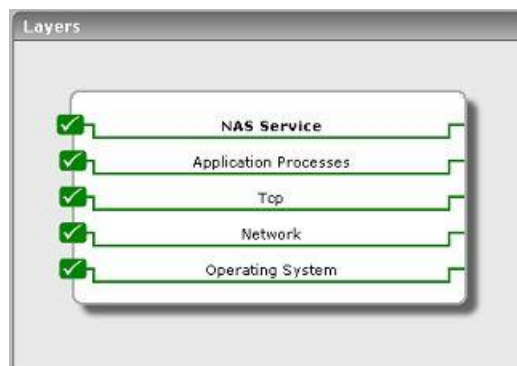 Layers
NAS Service
Application Processes
Tcp
Network
Operating System